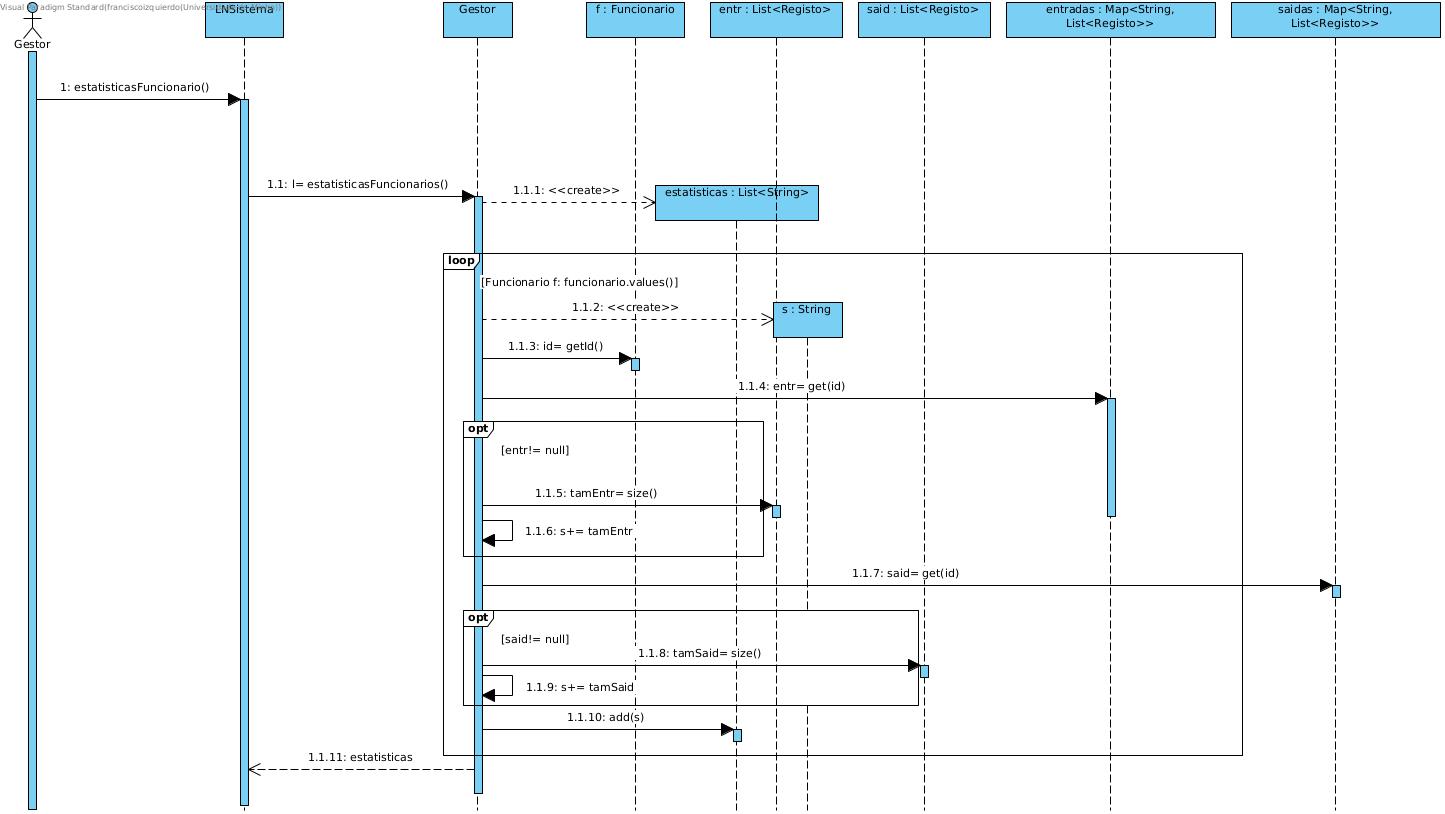 Visual Paradigm Standard(franciscoizquierdo(Univers
LNSistema
Gestor
f : Funcionario
entr : List<Registo>
said : List<Registo>
entradas : Map<String,
List<Registo>>
saidas : Map<String,
List<Registo>>
Gestor
1: estatisticasFuncionario()
1.1: l= estatisticasFuncionarios()
1.1.1: <<create>>
estatisticas : List<String>
loop
[Funcionario f: funcionario.values()]
1.1.2: <<create>>
s : String
1.1.3: id= getId()
1.1.4: entr= get(id)
opt
[entr!= null]
1.1.5: tamEntr= size()
1.1.6: s+= tamEntr
1.1.7: said= get(id)
opt
[said!= null]
1.1.8: tamSaid= size()
1.1.9: s+= tamSaid
1.1.10: add(s)
1.1.11: estatisticas